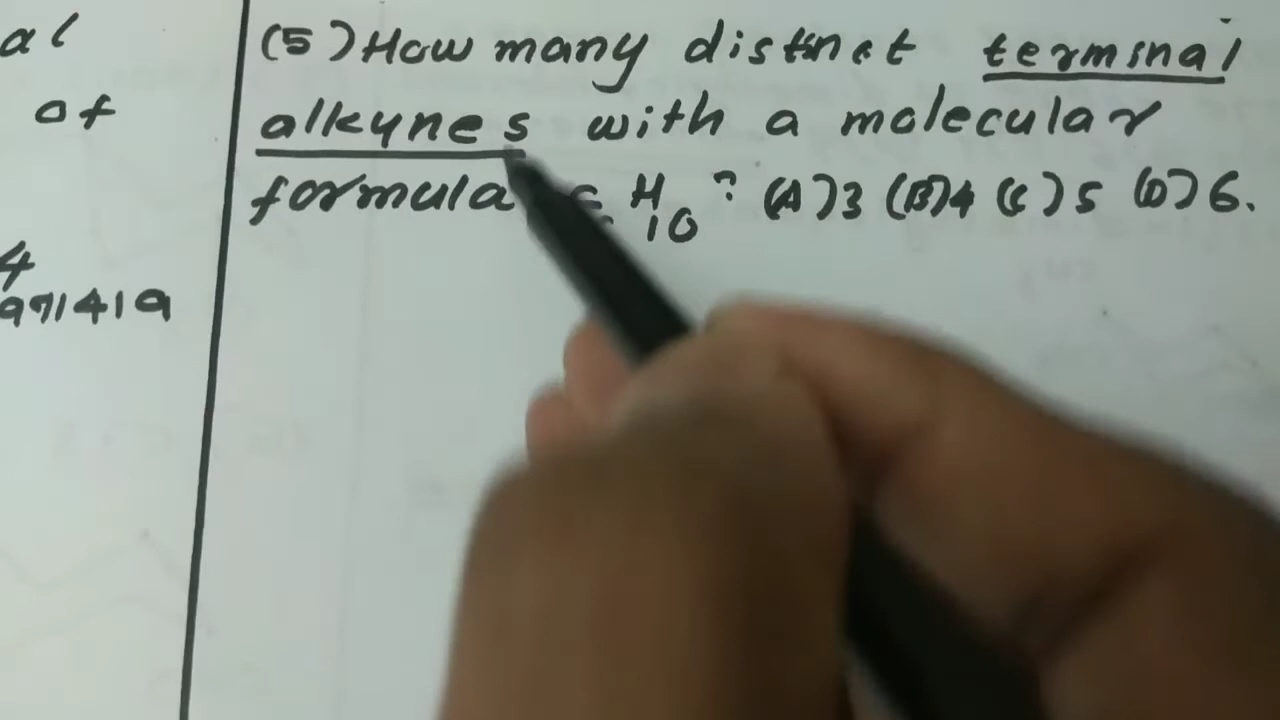 al
of
4
971419
(5) How many distinct terminal
alkynes with a molecular
formula H10 ? (A) 3 (B) 4 (C) 5 (D) 6.